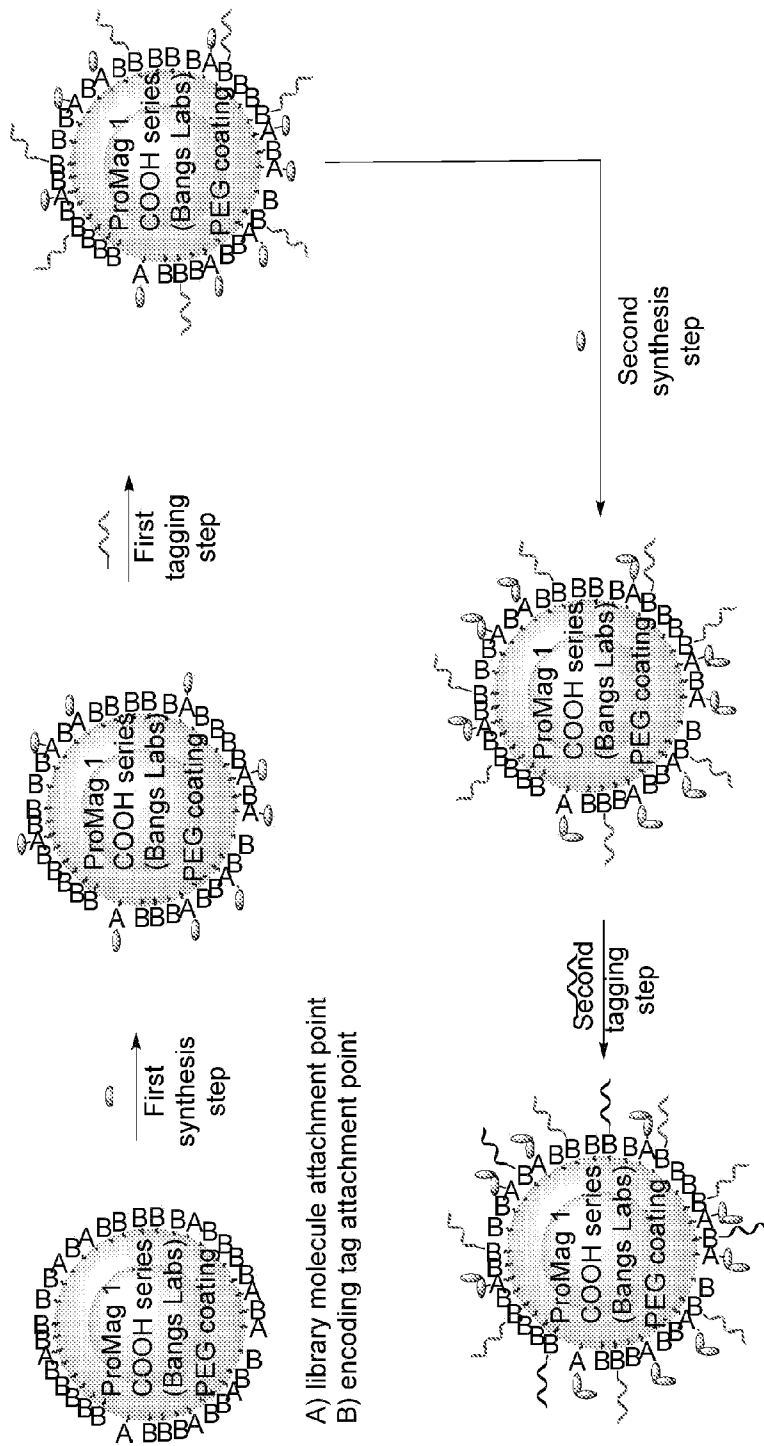 ProMag 1
COOH series
(Bangs Labs)
PEG coating
First
synthesis
step
ProMag 1
COOH series
(Bangs Labs)
PEG coating
First
tagging
step
ProMag 1
COOH series
(Bangs Labs)
PEG coating
A) library molecule attachment point
B) encoding tag attachment point
Second
synthesis
step
ProMag 1
COOH series
(Bangs Labs)
PEG coating
Second
tagging
step
ProMag 1
COOH series
(Bangs Labs)
PEG coating